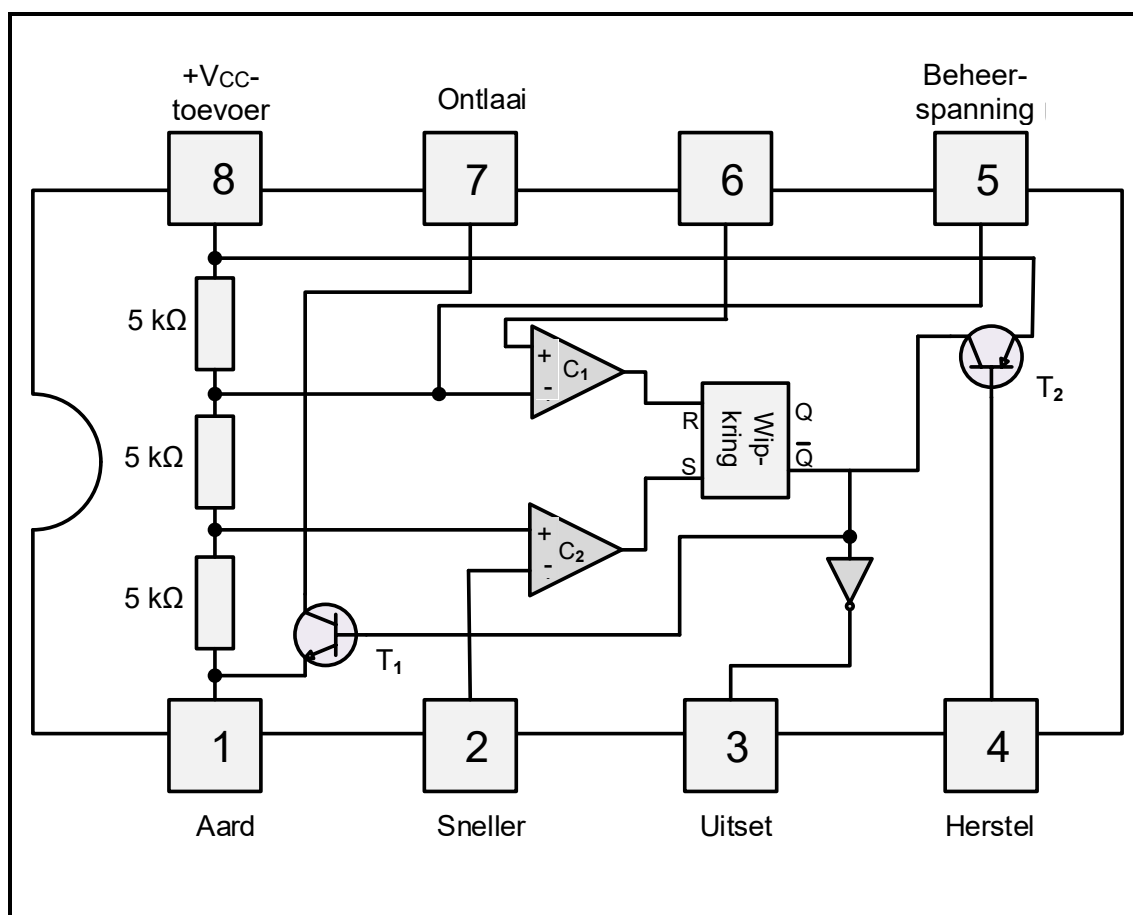 +VCC-
toevoer
Ontlaai
Beheer-
spanning
8
7
6
5
5 kΩ
5 kΩ
5 kΩ
+
-
C1
R
S
Wip-
kring
Q
Q̅
T2
+
-
C2
T1
1
2
3
4
Aard
Sneller
Uitset
Herstel